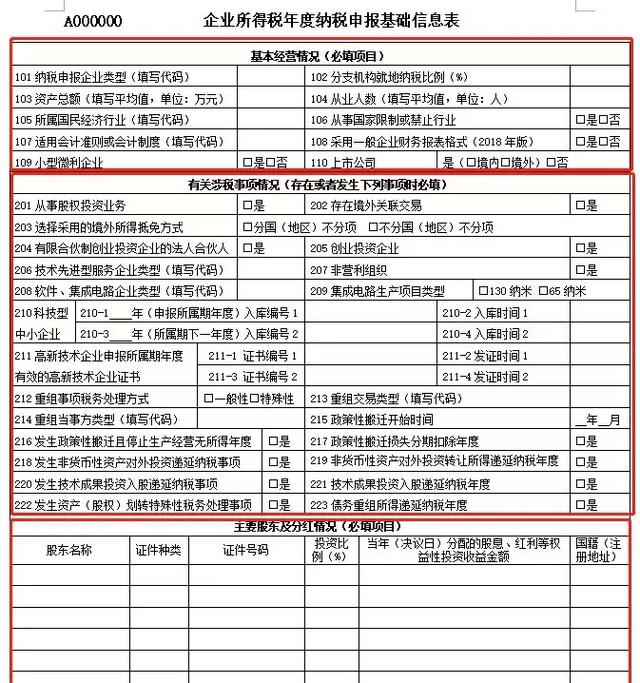 A000000 企业所得税年度纳税申报基础信息表
基本经营情况（必填项目）
101 纳税申报企业类型（填写代码） 102 分支机构就地纳税比例（%）
103 资产总额（填写平均值，单位：万元） 104 从业人数（填写平均值，单位：人）
105 所属国民经济行业（填写代码） 106 从事国家限制或禁止行业 □是□否
107 适用会计准则或会计制度（填写代码） 108 采用一般企业财务报表格式（2018 年版） □是□否
109 小型微利企业 □是□否 110 上市公司 是（□境内□境外）□否
有关涉税事项情况（存在或者发生下列事项时必填）
201 从事股权投资业务 □是 202 存在境外关联交易 □是
203 选择采用的境外所得抵免方式 □分国（地区）不分项 □不分国（地区）不分项
204 有限合伙制创业投资企业的法人合伙人 □是 205 创业投资企业 □是
206 技术先进型服务企业类型（填写代码） 207 非营利组织 □是
208 软件、集成电路企业类型（填写代码） 209 集成电路生产项目类型 □130 纳米 □65 纳米
210 科技型中小企业 210-1____年（申报所属期年度）入库编号 1 210-2 入库时间 1
210-3____年（所属期下一年度）入库编号 2 210-4 入库时间 2
211 高新技术企业申报所属期年度有效的高新技术企业证书 211-1 证书编号 1 211-2 发证时间 1
211-3 证书编号 2 211-4 发证时间 2
212 重组事项税务处理方式 □一般性□特殊性 213 重组交易类型（填写代码）
214 重组当事方类型（填写代码） 215 政策性搬迁开始时间 __年__月
216 发生政策性搬迁且停止生产经营无所得年度 □是 217 政策性搬迁损失分期扣除年度 □是
218 发生非货币性资产对外投资递延纳税事项 □是 219 非货币性资产对外投资转让所得递延纳税年度 □是
220 发生技术成果投资入股递延纳税事项 □是 221 技术成果投资入股递延纳税年度 □是
222 发生资产（股权）划转特殊性税务处理事项 □是 223 债务重组所得递延纳税年度 □是
主要股东及分红情况（必填项目）
股东名称 证件种类 证件号码 投资比例（%） 当年（决议日）分配的股息、红利等权益性投资收益金额 国籍（注册地址）